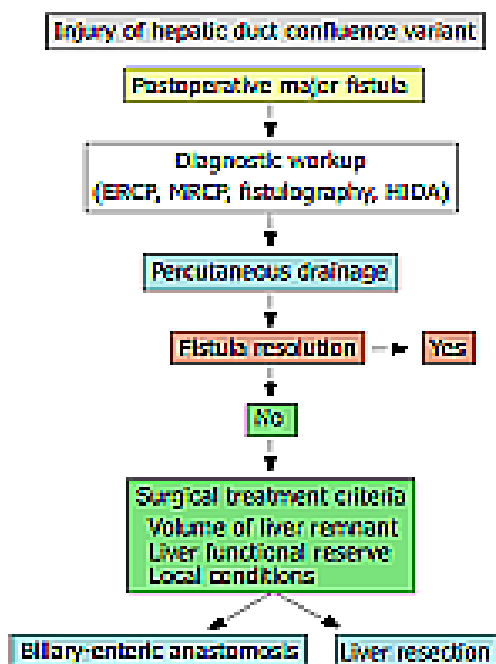 Injury of hepatic duct confluence variant
Postoperative major fistula
Diagnostic workup
(ERCP, MRCP, fistulography, HIDA)
Percutaneous drainage
Fistula resolution
Yes
No
Surgical treatment criteria
Volume of liver remnant
Liver functional reserve
Local conditions
Biliary-enteric anastomosis
Liver resection